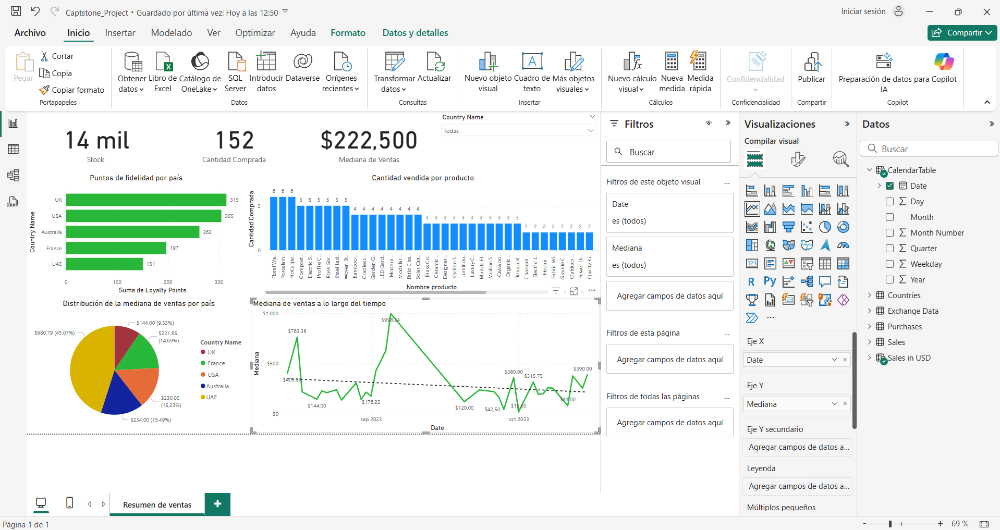 Captstone_Project • Guardado por última vez: Hoy a las 12:50
Iniciar sesión
Archivo
Inicio
Insertar
Modelado
Ver
Optimizar
Ayuda
Formato
Datos y detalles
Compartir
Pegar
Cortar
Copia
Copiar formato
Portapapeles
Obtener datos
Libro de Excel
Catálogo de OneLake
SQL Server
Introducir datos
Dataverse
Orígenes recientes
Datos
Transformar datos
Actualizar
Consultas
Nuevo objeto visual
Cuadro de texto
Más objetos visuales
Insertar
Nuevo cálculo visual
Nueva medida
Medida rápida
Cálculos
Confidencialidad
Confidencialidad
Publicar
Compartir
Preparación de datos para IA
Copilot
Copilot
14 mil
Stock
152
Cantidad Comprada
$222,500
Mediana de Ventas
Country Name
Todas
Puntos de fidelidad por país
Country Name
UK
315
USA
305
Australia
262
France
197
UAE
151
0
100
200
300
Suma de Loyalty Points
Cantidad vendida por producto
Cantidad Comprada
5
0
6 6 6 5 5 5 5 5 5 4 4 4 4 4 4 4 4 3 3 3 3 3 3 3 3 3 3 3 2 2 2 2 2 2 2 2
Floral Wa...
Porcelain...
ProCarpe...
Compost...
Electric S...
ProTile C...
Rose Gar...
Steel Lad...
Woven St...
Bamboo ...
Cordless ...
Garden G...
LED Gard...
Modern ...
Modular ...
Patio Cha...
Solar Out...
Brass Co...
Ceramic ...
Designer ...
Kitchen S...
Luminou...
Luxury C...
Marble Fl...
Motion S...
Oakwoo...
Organic ...
Terracott...
Charcoal ...
Electric L...
Electric ...
Fabric Wi...
Granite C...
Outdoor ...
Power Dr...
Quartz Ki...
Nombre producto
Distribución de la mediana de ventas por país
$144,00 (9,53%)
$221,85
(14,69%)
$230,00
(15,23%)
$234,00 (15,49%)
$680,79 (45,07%)
Country Name
UK
France
USA
Australia
UAE
Mediana de ventas a lo largo del tiempo
Mediana
$1.000
$500
$0
$403,00
$763,36
$144,00
$176,25
$998,24
$120,00
$42,50
$360,00
$18,00
$315,75
$81,00
$390,00
sep 2023
oct 2023
Date
Filtros
Buscar
Filtros de este objeto visual
...
Date
es (todos)
Mediana
es (todos)
Agregar campos de datos aquí
Filtros de esta página
...
Agregar campos de datos aquí
Filtros de todas las páginas
...
Agregar campos de datos aquí
Visualizaciones
Compilar visual
R
Py
123
...
Eje X
Date
Eje Y
Mediana
Eje Y secundario
Agregar campos de datos a...
Leyenda
Agregar campos de datos a...
Múltiplos pequeños
Datos
Buscar
CalendarTable
Date
Day
Month
Month Number
Quarter
Weekday
Year
Countries
Exchange Data
Purchases
Sales
Sales in USD
Resumen de ventas
Página 1 de 1
69 %